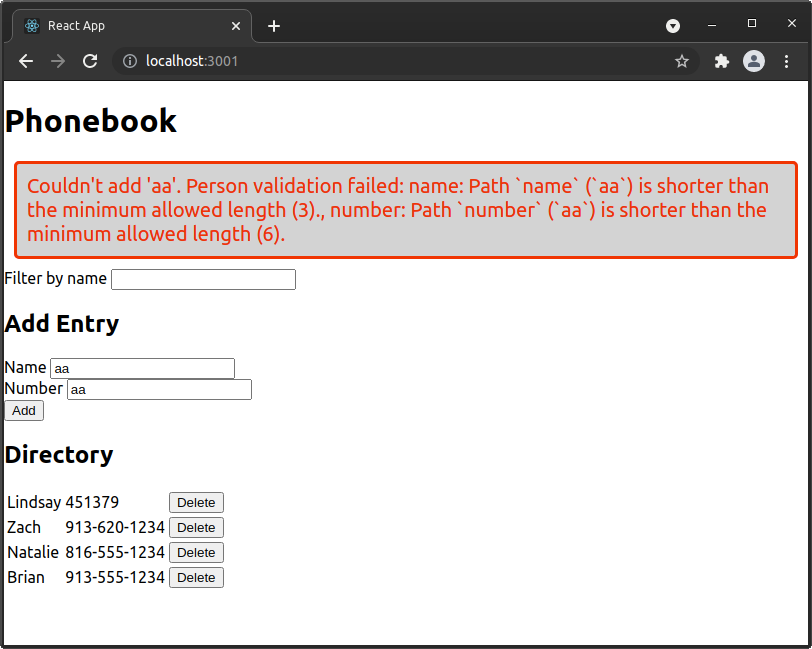 React App
localhost:3001
Phonebook
Couldn't add 'aa'. Person validation failed: name: Path `name` (`aa`) is shorter than
the minimum allowed length (3)., number: Path `number` (`aa`) is shorter than the
minimum allowed length (6).
Filter by name
Add Entry
Name aa
Number aa
Add
Directory
Lindsay 451379 Delete
Zach 913-620-1234 Delete
Natalie 816-555-1234 Delete
Brian 913-555-1234 Delete